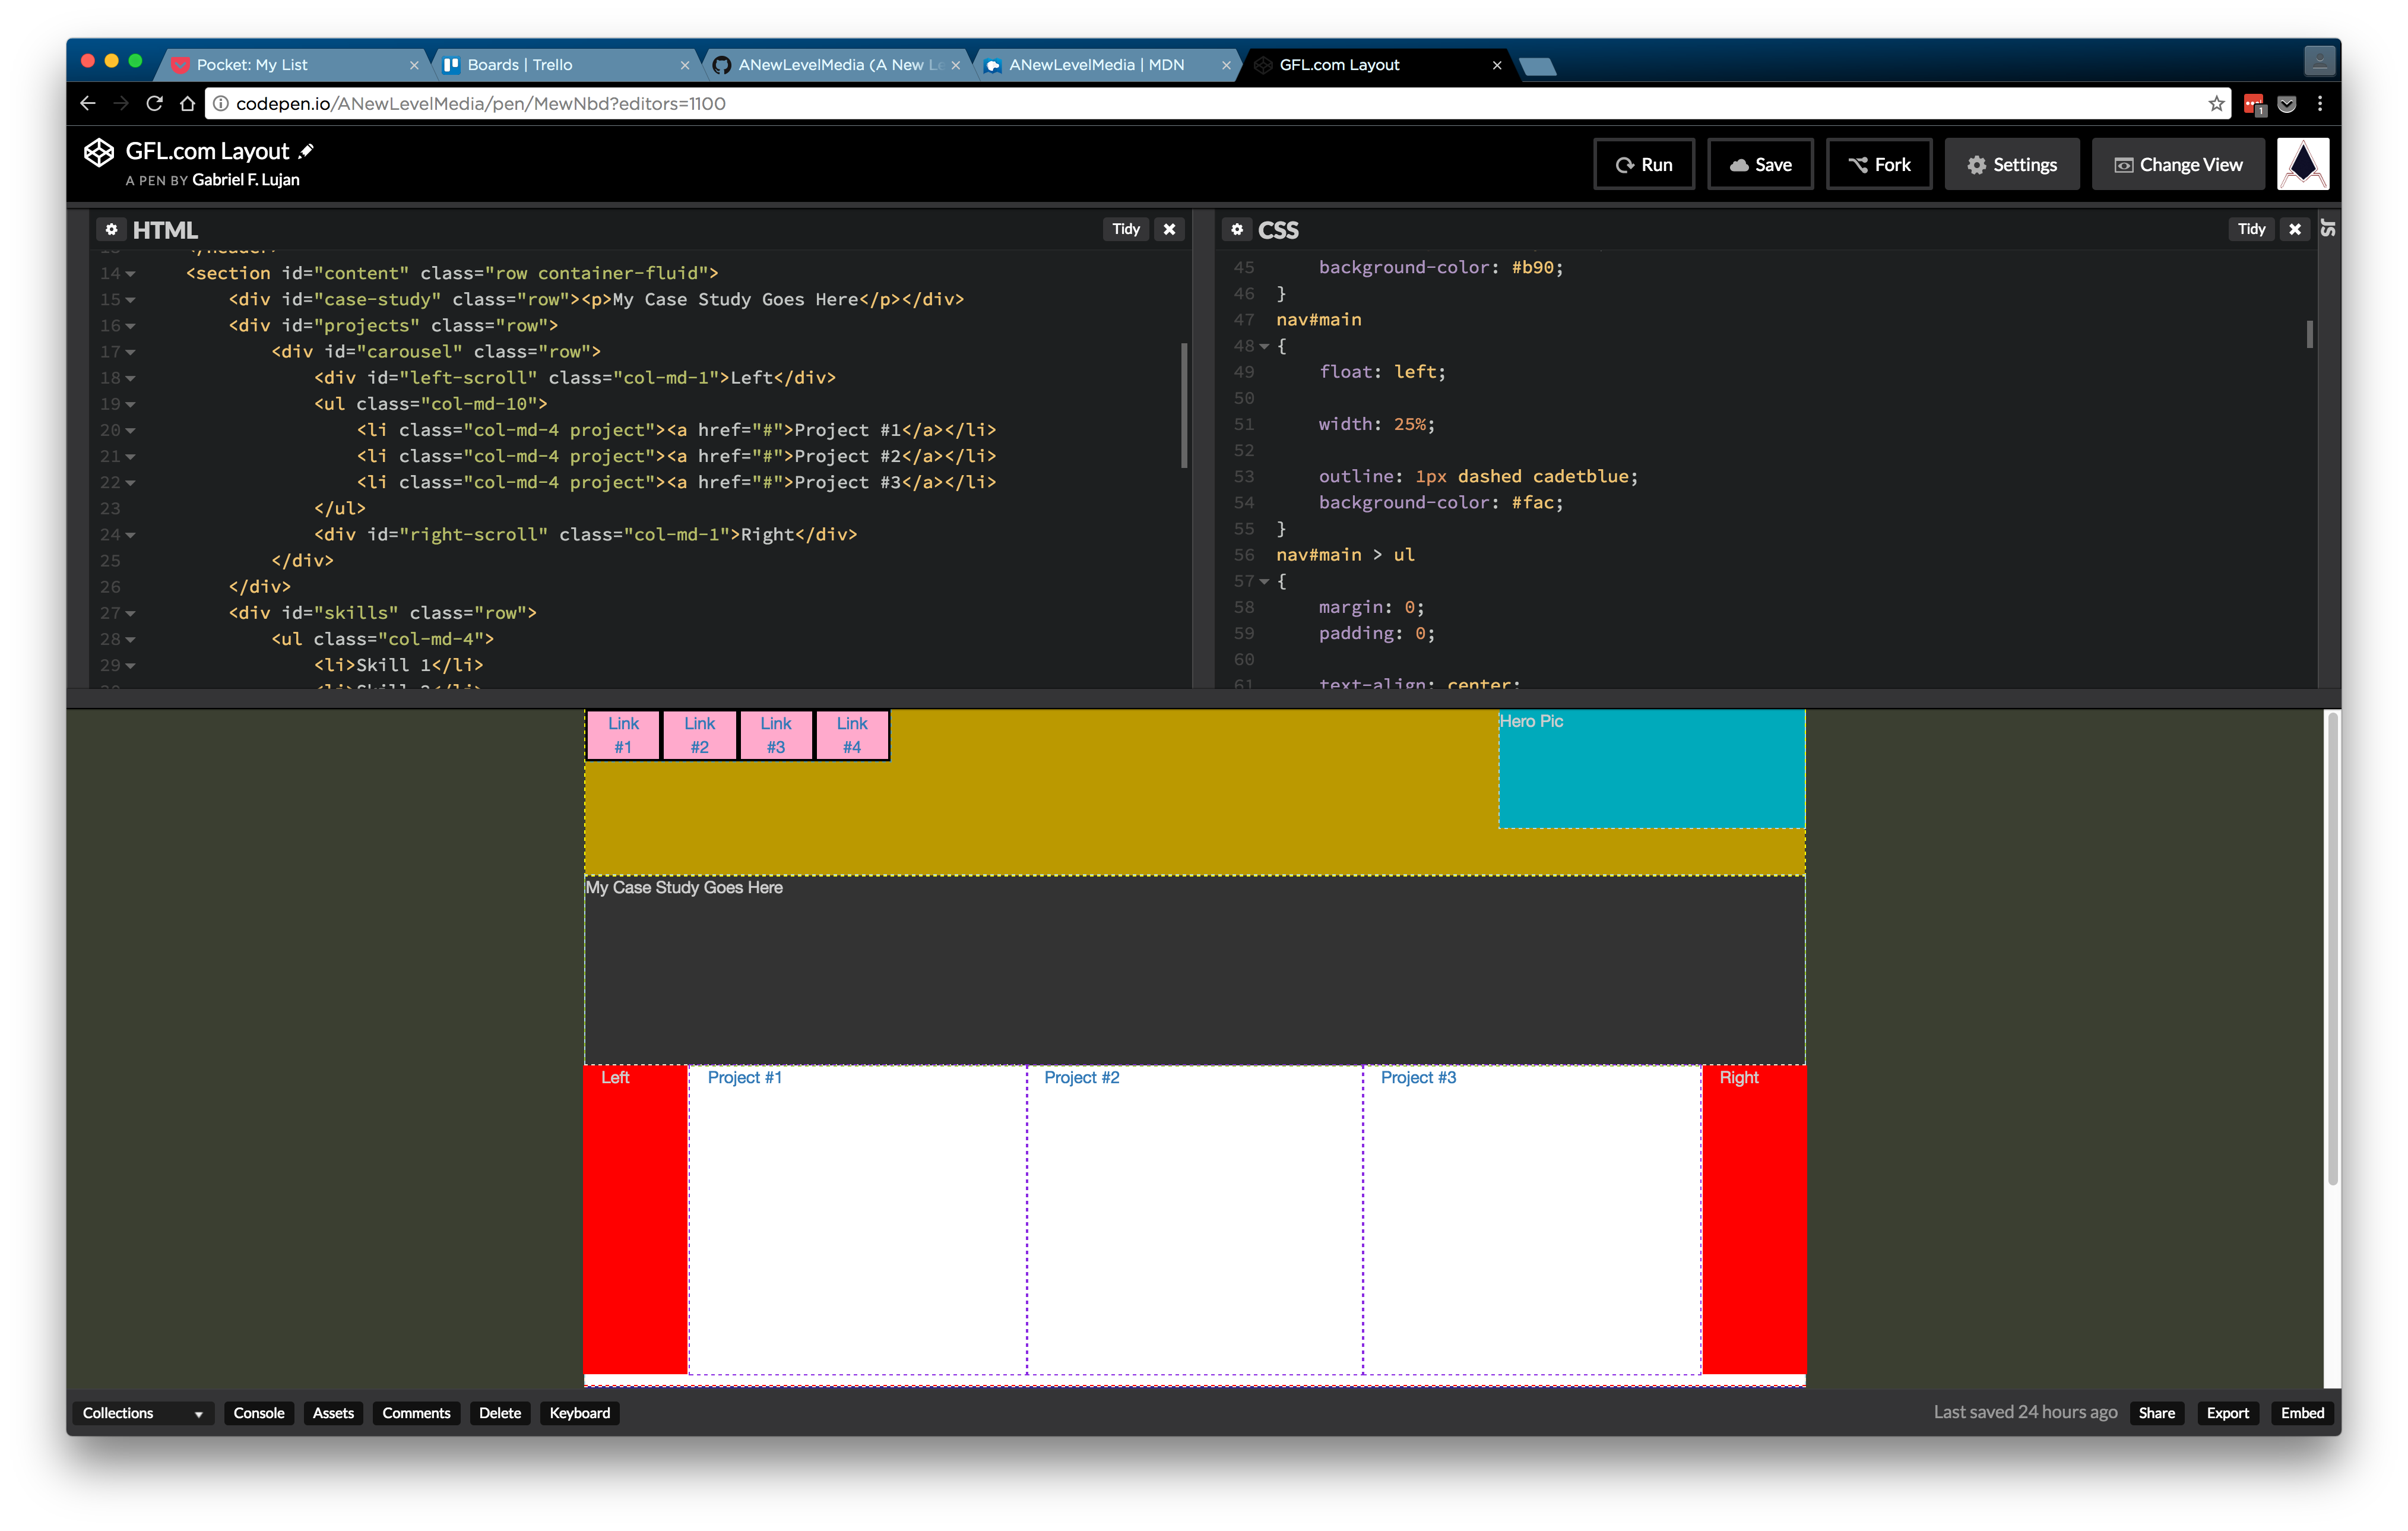 Pocket: My List
Boards | Trello
ANewLevelMedia (A New Le
ANewLevelMedia | MDN
GFL.com Layout
codepen.io/ANewLevelMedia/pen/MewNbd?editors=1100
1
GFL.com Layout
A PEN BY Gabriel F. Lujan
Run
Save
Fork
Settings
Change View
HTML
Tidy
14 <section id="content" class="row container-fluid">
15 <div id="case-study" class="row"><p>My Case Study Goes Here</p></div>
16 <div id="projects" class="row">
17 <div id="carousel" class="row">
18 <div id="left-scroll" class="col-md-1">Left</div>
19 <ul class="col-md-10">
20 <li class="col-md-4 project"><a href="#">Project #1</a></li>
21 <li class="col-md-4 project"><a href="#">Project #2</a></li>
22 <li class="col-md-4 project"><a href="#">Project #3</a></li>
23 </ul>
24 <div id="right-scroll" class="col-md-1">Right</div>
25 </div>
26 </div>
27 <div id="skills" class="row">
28 <ul class="col-md-4">
29 <li>Skill 1</li>
CSS
Tidy
JS
45 background-color: #b90;
46 }
47 nav#main
48 {
49 float: left;
50
51 width: 25%;
52
53 outline: 1px dashed cadetblue;
54 background-color: #fac;
55 }
56 nav#main > ul
57 {
58 margin: 0;
59 padding: 0;
60
61 text-align: center;
Link #1
Link #2
Link #3
Link #4
Hero Pic
My Case Study Goes Here
Left
Project #1
Project #2
Project #3
Right
Collections
Console
Assets
Comments
Delete
Keyboard
Last saved 24 hours ago
Share
Export
Embed